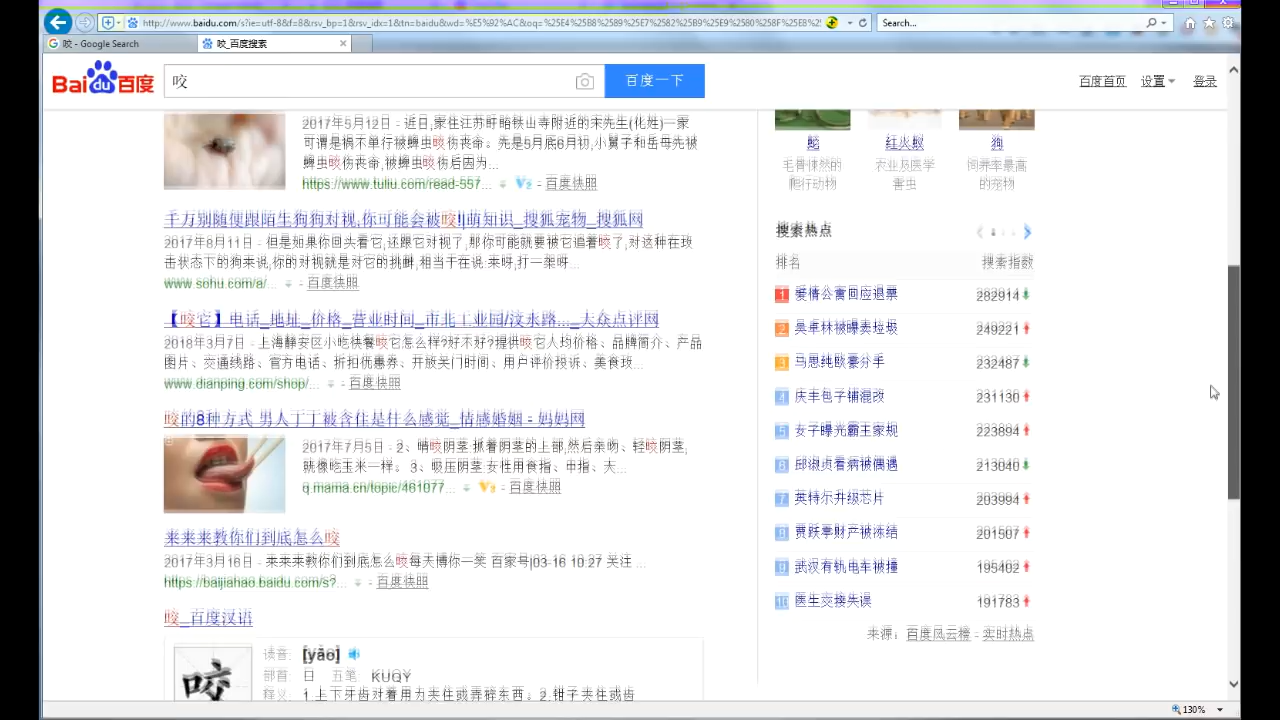 http://www.baidu.com/s?ie=utf-8&f=8&rsv_bp=1&rsv_idx=1&tn=baidu&wd=%E5%92%AC&oq=%25E4%25B8%2589%25E7%2582%25B9%25E9%2580%258F%25E8%25
Search...
咬 - Google Search
咬_百度搜索
Bai du 百度
咬
百度一下
百度首页
设置
登录
2017年5月12日 - 近日,家住江苏盱眙铁山寺附近的宋先生(化姓)一家
可谓是祸不单行被蜱虫咬伤丧命。先是5月底6月初,小舅子和岳母先被
蜱虫咬伤丧命,被蜱虫咬伤后因为...
https://www.tuliu.com/read-557...
百度快照
千万别随便跟陌生狗狗对视,你可能会被咬!|萌知识_搜狐宠物_搜狐网
2017年8月11日 - 但是如果你回头看它,还跟它对视了,那你可能就要被它追着咬了,对这种在攻
击状态下的狗来说,你的对视就是对它的挑衅,相当于在说:来呀,打一架呀...
www.sohu.com/a/...
百度快照
【咬它】电话_地址_价格_营业时间_市北工业园/汶水路..._大众点评网
2018年3月7日 - 上海静安区小吃快餐咬它怎么样?好不好?提供咬它人均价格、品牌简介、产品
图片、交通线路、官方电话、折扣优惠券、开放关门时间、用户评价投诉、美食攻...
www.dianping.com/shop/...
百度快照
咬的8种方式 男人丁丁被含住是什么感觉_情感婚姻 - 妈妈网
2017年7月5日 - 2、啃咬阴茎:抓着阴茎的上部,然后亲吻、轻咬阴茎,
就像吃玉米一样。 3、吸压阴茎:女性用食指、中指、大...
q.mama.cn/topic/461077...
百度快照
来来来教你们到底怎么咬
2017年3月16日 - 来来来教你们到底怎么咬每天博你一笑 百家号|03-16 10:27 关注 ...
https://baijiahao.baidu.com/s?...
百度快照
咬_百度汉语
咬
读音: [yǎo]
部首: 口 五笔: KUQY
释义: 1.上下牙齿对着用力夹住或弄碎东西。2.钳子夹住或齿
红火蚁
狗
毛骨悚然的
爬行动物
农业及医学
害虫
饲养率最高
的宠物
搜索热点
排名
搜索指数
1 爱情公寓回应退票 282914
2 吴卓林被曝卖垃圾 249221
3 马思纯欧豪分手 232487
4 庆丰包子铺混改 231130
5 女子曝光霸王家规 223894
6 邱淑贞看病被偶遇 213040
7 英特尔升级芯片 203994
8 贾跃亭财产被冻结 201507
9 武汉有轨电车被撞 195402
10 医生交接失误 191783
来源：百度风云榜 - 实时热点
130%